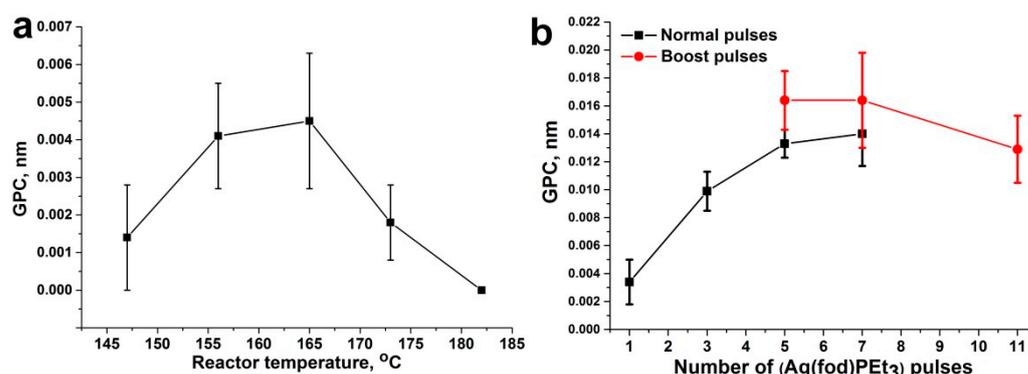 a
0.007
0.006
0.005
0.004
0.003
0.002
0.001
0.000
GPC, nm
145 150 155 160 165 170 175 180 185
Reactor temperature, °C
b
0.022
0.020
0.018
0.016
0.014
0.012
0.010
0.008
0.006
0.004
0.002
0.000
GPC, nm
Normal pulses
Boost pulses
1 2 3 4 5 6 7 8 9 10 11
Number of (Ag(fod)PEt3) pulses